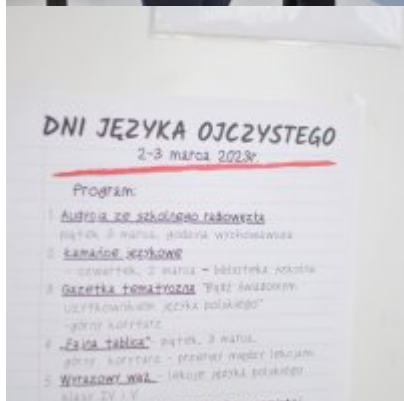 DNI JĘZYKA OJCZYSTEGO
2-3 marca 2023r.
Program:
1 Audycja ze szkolnego radiowęzła
piątek, 3 marca, godzina wychowawcza
2 Łamańce językowe
- czwartek, 2 marca - biblioteka szkolna
3 Gazetka tematyczna "Bądź świadomym
użytkownikiem języka polskiego"
-górny korytarz
4 „Fajna tablica"- piątek, 3 marca,
górny korytarz - przerwy między lekcjami
5 Wyrazowy wąż - lekcje języka polskiego
klasy IV i V